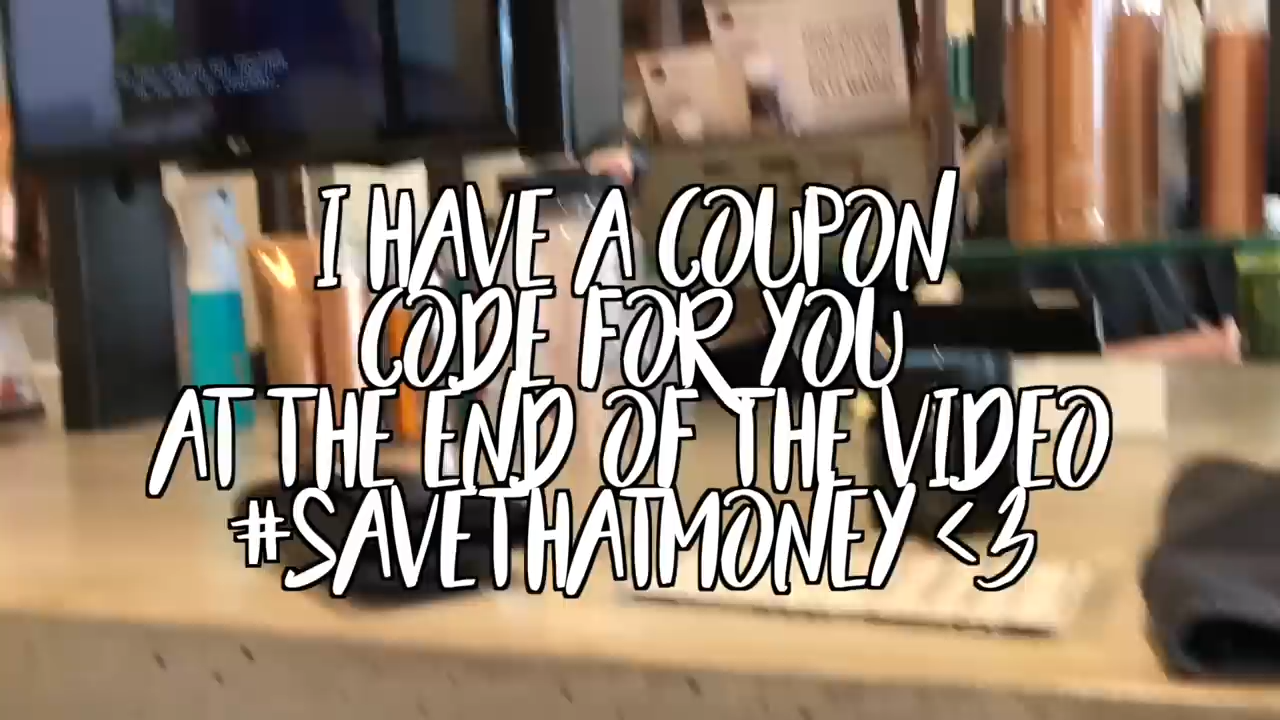 I HAVE A COUPON
CODE FOR YOU
AT THE END OF THE VIDEO
#SAVETHATMONEY <3